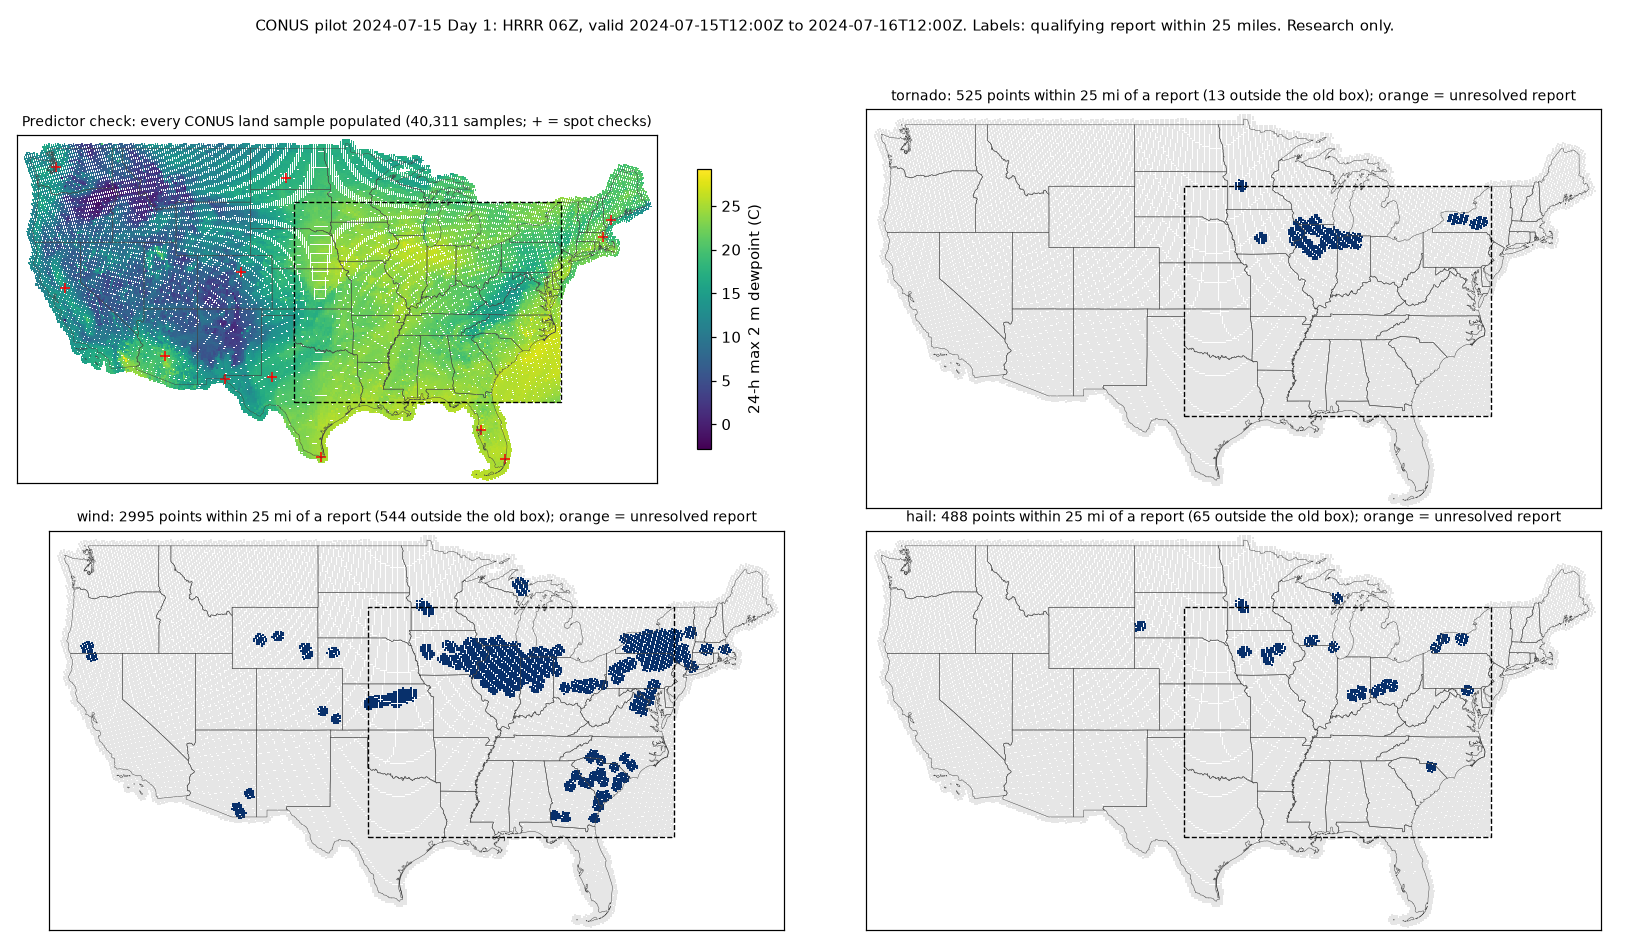 CONUS pilot 2024-07-15 Day 1: HRRR 06Z, valid 2024-07-15T12:00Z to 2024-07-16T12:00Z. Labels: qualifying report within 25 miles. Research only.
Predictor check: every CONUS land sample populated (40,311 samples; + = spot checks)
25
20
15
10
5
0
24-h max 2 m dewpoint (C)
tornado: 525 points within 25 mi of a report (13 outside the old box); orange = unresolved report
wind: 2995 points within 25 mi of a report (544 outside the old box); orange = unresolved report
hail: 488 points within 25 mi of a report (65 outside the old box); orange = unresolved report